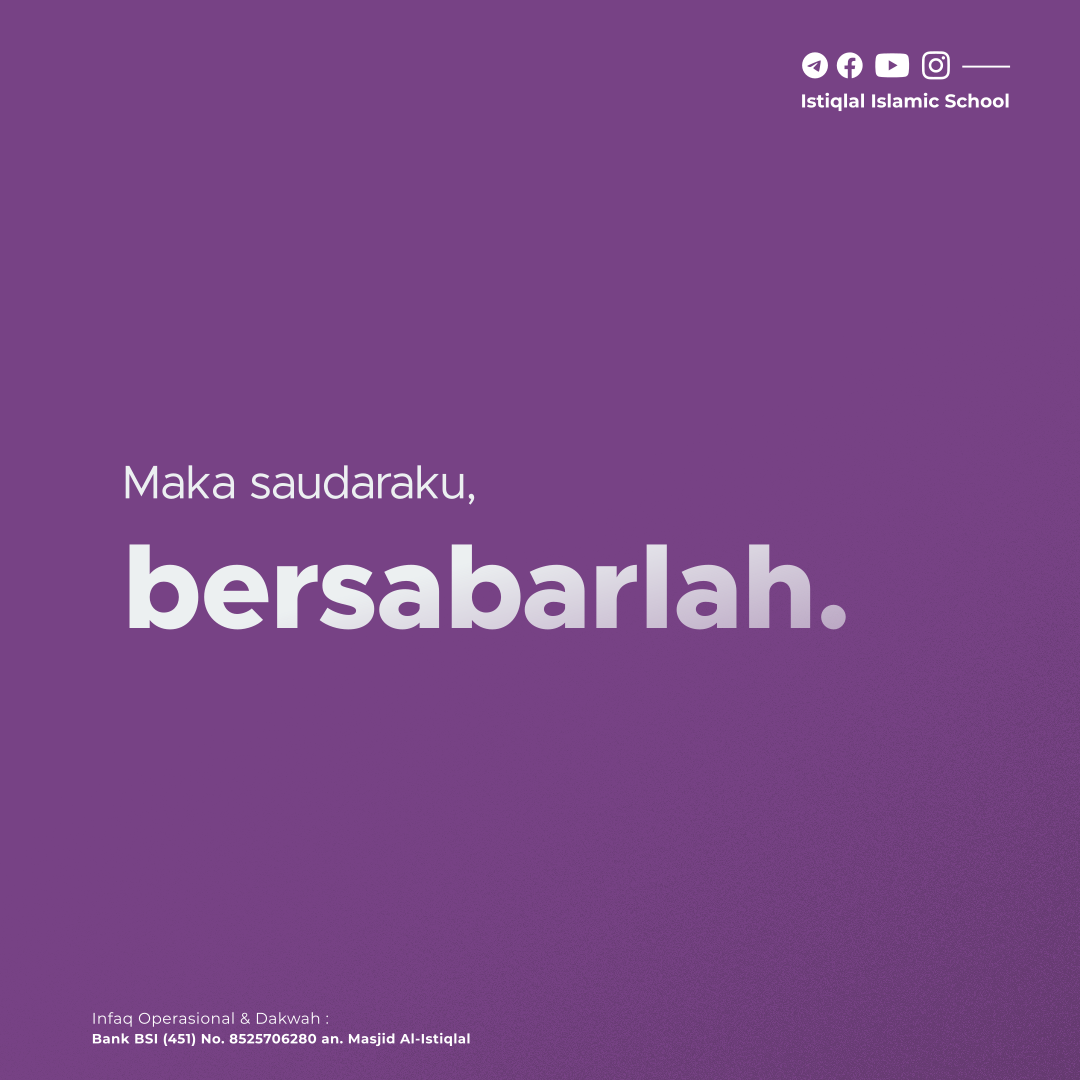 Istiqlal Islamic School
Maka saudaraku,
bersabarlah.
Infaq Operasional & Dakwah :
Bank BSI (451) No. 8525706280 an. Masjid Al-Istiqlal